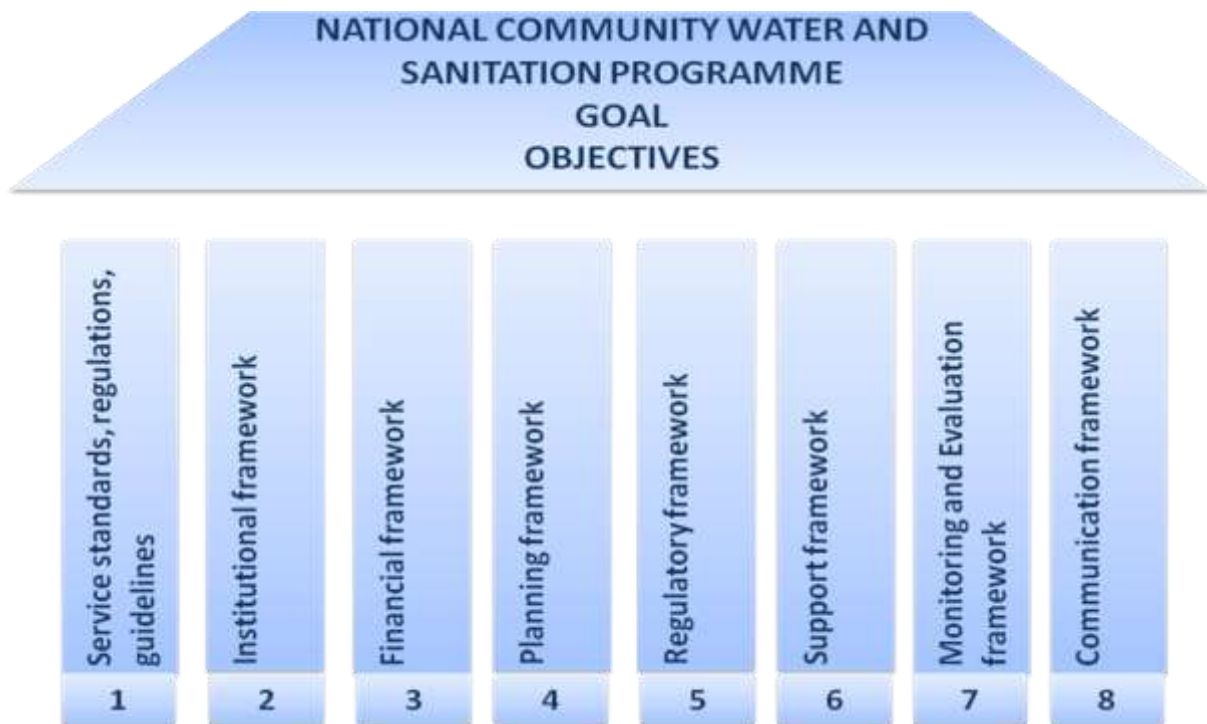 NATIONAL COMMUNITY WATER AND
SANITATION PROGRAMME
GOAL
OBJECTIVES
Service standards, regulations,
guidelines
Institutional framework
Financial framework
Planning framework
Regulatory framework
Support framework
Monitoring and Evaluation
framework
Communication framework
1
2
3
4
5
6
7
8